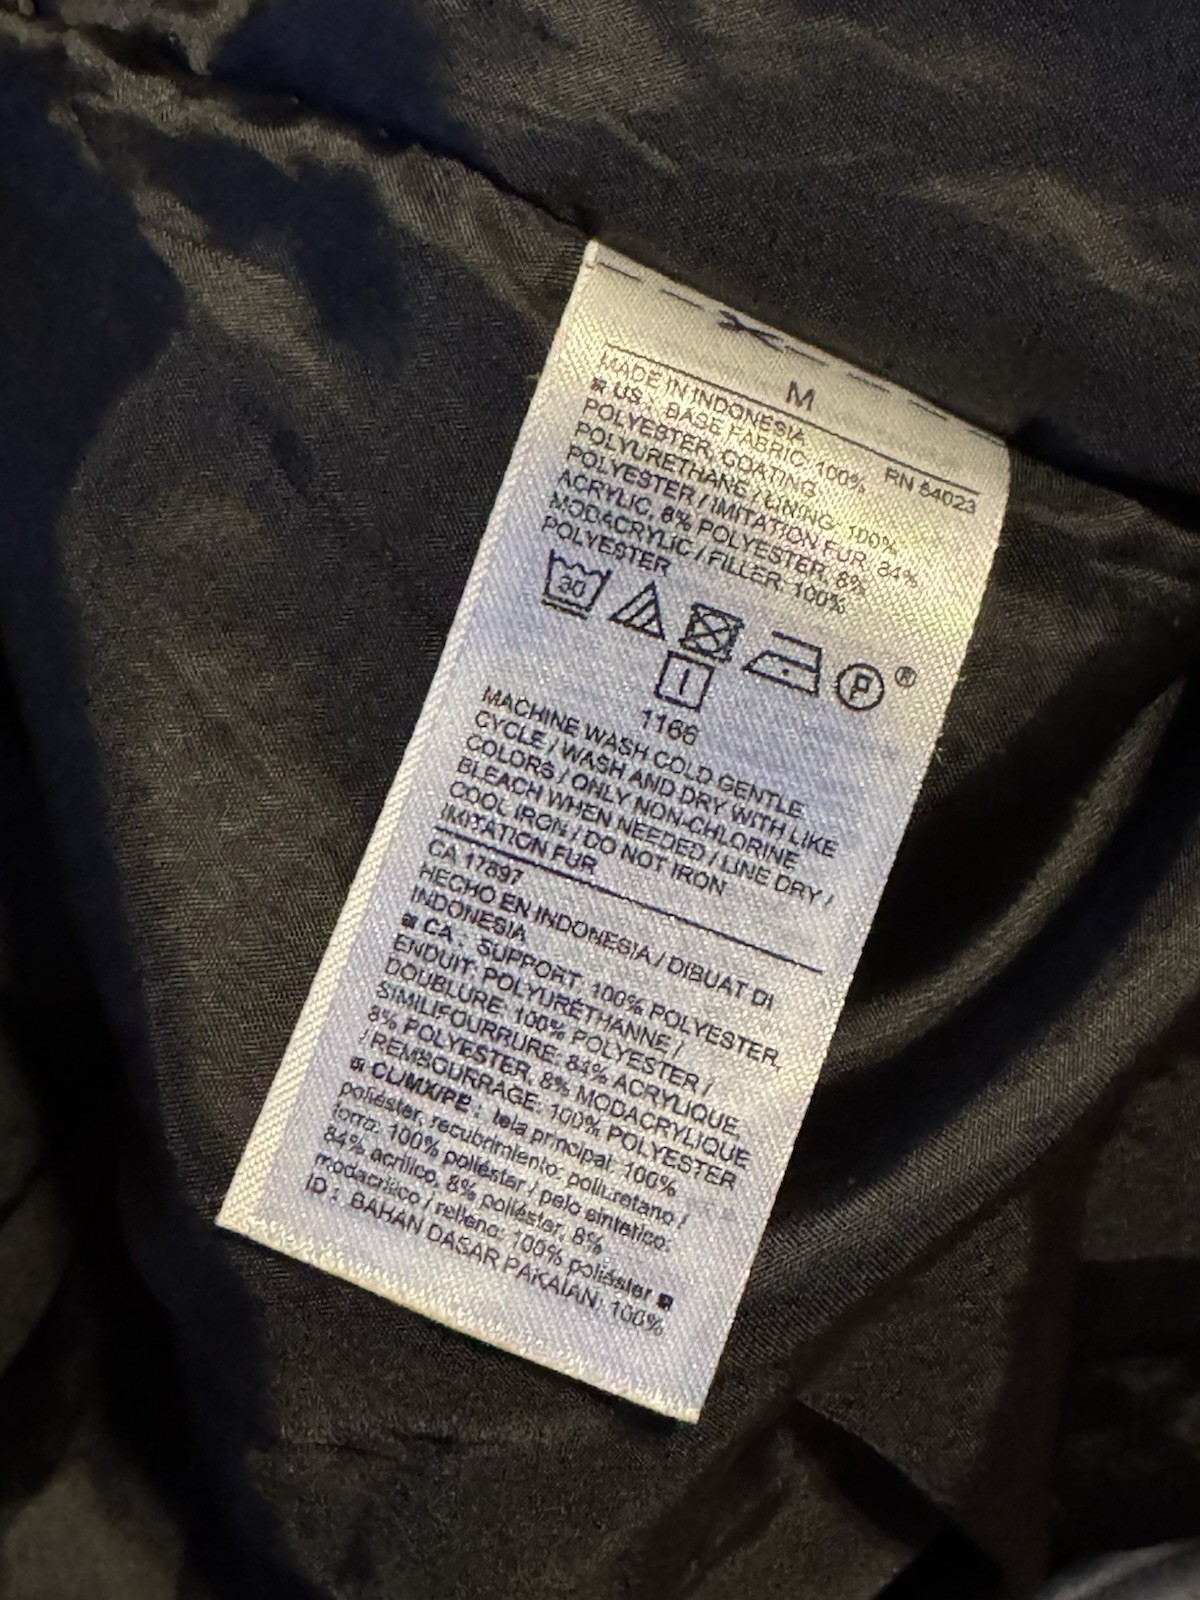 M
MADE IN INDONESIA
RN 54023
US : BASE FABRIC: 100%
POLYESTER, COATING:
POLYURETHANE / LINING: 100%
POLYESTER / IMITATION FUR: 84%
ACRYLIC, 8% POLYESTER, 8%
MODACRYLIC / FILLER: 100%
POLYESTER
30
P
®
I
1166
MACHINE WASH COLD GENTLE
CYCLE / WASH AND DRY WITH LIKE
COLORS / ONLY NON-CHLORINE
BLEACH WHEN NEEDED / LINE DRY /
COOL IRON / DO NOT IRON
IMITATION FUR
CA 17897
HECHO EN INDONESIA / DIBUAT DI
INDONESIA
CA : SUPPORT: 100% POLYESTER,
ENDUIT: POLYURÉTHANNE /
DOUBLURE: 100% POLYESTER /
SIMILIFOURRURE: 84% ACRYLIQUE,
8% POLYESTER, 8% MODACRYLIQUE
/ REMBOURRAGE: 100% POLYESTER
CL/MX/PE : tela principal: 100%
poliéster, recubrimiento: poliuretano /
forro: 100% poliéster / pelo sintético:
84% acrílico, 8% poliéster, 8%
modacrílico / relleno: 100% poliéster
ID : BAHAN DASAR PAKAIAN: 100%